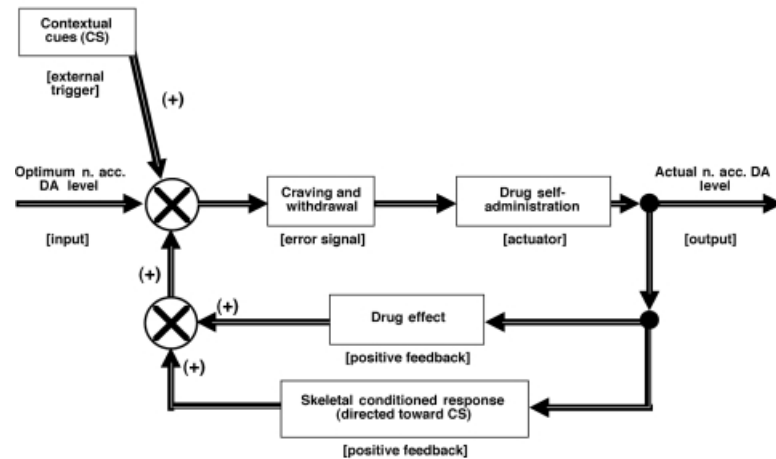 Contextual
cues (CS)
[external
trigger]
(+)
Optimum n. acc.
DA level
[input]
Craving and
withdrawal
[error signal]
Drug self-
administration
[actuator]
Actual n. acc. DA
level
[output]
(+)
(+)
Drug effect
[positive feedback]
(+)
Skeletal conditioned response
(directed toward CS)
[positive feedback]